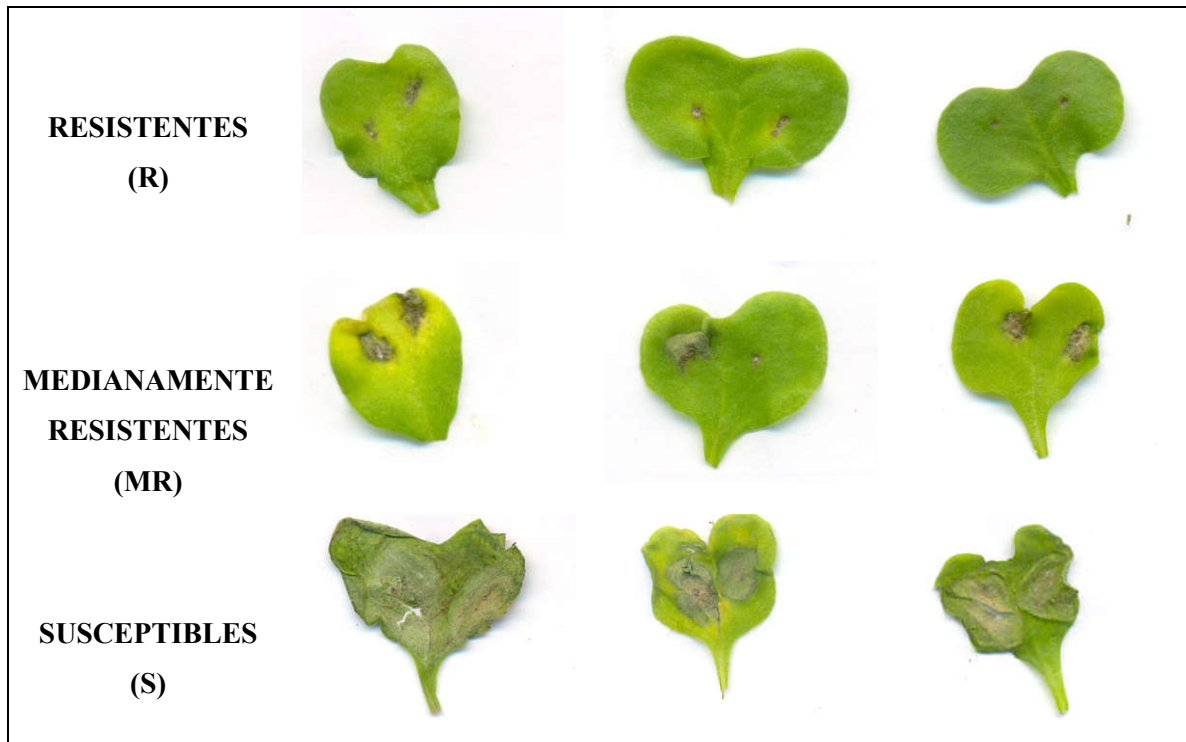 RESISTENTES
(R)
MEDIANAMENTE
RESISTENTES
(MR)
SUSCEPTIBLES
(S)